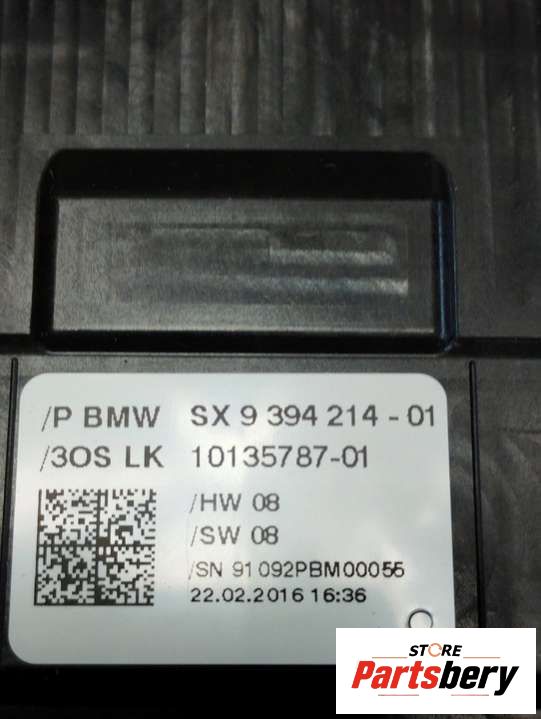 /P BMW SX 9 394 214 - 01
/3OS LK 10135787-01
/HW 08
/SW 08
/SN 91092PBM00055
22.02.2016 16:36
STORE
Partsbery